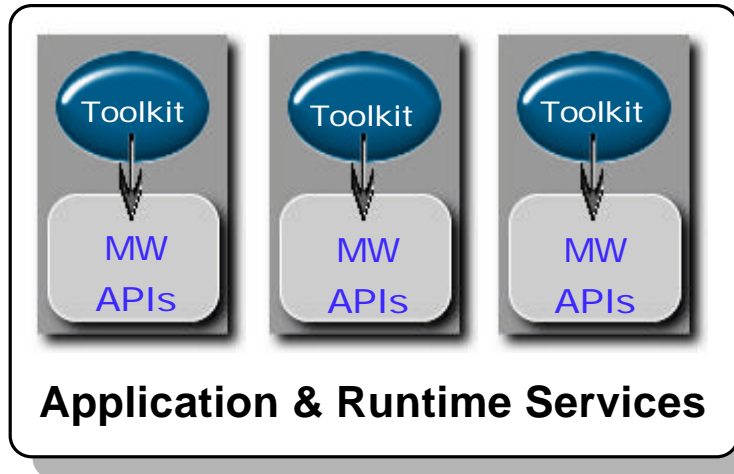 Toolkit Toolkit Toolkit
MW MW MW
APIs APIs APIs
Application & Runtime Services